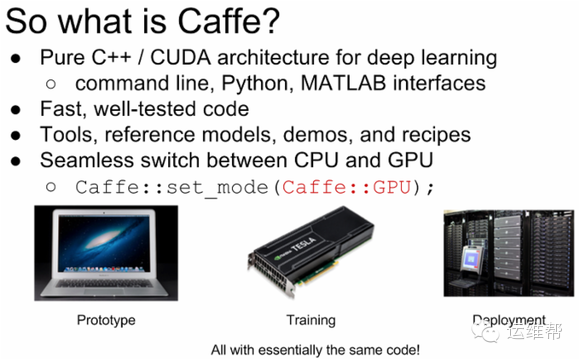 So what is Caffe?
● Pure C++ / CUDA architecture for deep learning
○ command line, Python, MATLAB interfaces
● Fast, well-tested code
● Tools, reference models, demos, and recipes
● Seamless switch between CPU and GPU
○ Caffe::set_mode(Caffe::GPU);
TESLA
Prototype
Training
Deployment
运维帮
All with essentially the same code!